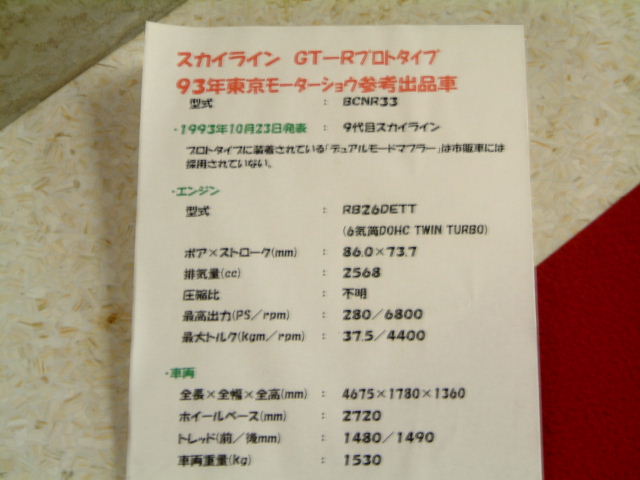 スカイライン GT－Rプロトタイプ
93年東京モーターショウ参考出品車
型式 : BCNR33
・1993年10月23日発表 : 9代目スカイライン
プロトタイプに装着されている「デュアルモードマフラー」は市販車には
採用されていない。
・エンジン
型式 : RB26DETT
(6気筒DOHC TWIN TURBO)
ボア×ストローク(mm) : 86.0×73.7
排気量(cc) : 2568
圧縮比 : 不明
最高出力(PS／rpm) : 280／6800
最大トルク(kgm／rpm) : 37.5／4400
・車両
全長×全幅×全高(mm) : 4675×1780×1360
ホイールベース(mm) : 2720
トレッド(前／後mm) : 1480／1490
車両重量(kg) : 1530